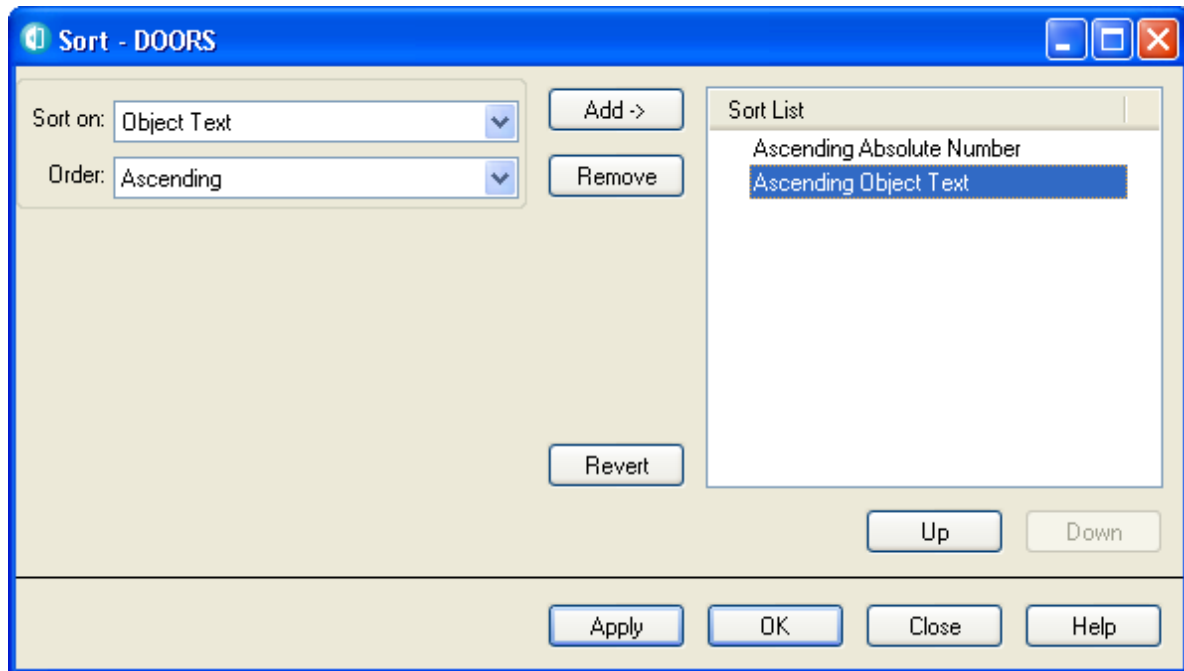 Sort - DOORS
Sort on: Object Text
Order: Ascending
Add ->
Remove
Revert
Sort List
Ascending Absolute Number
Ascending Object Text
Up Down
Apply OK Close Help